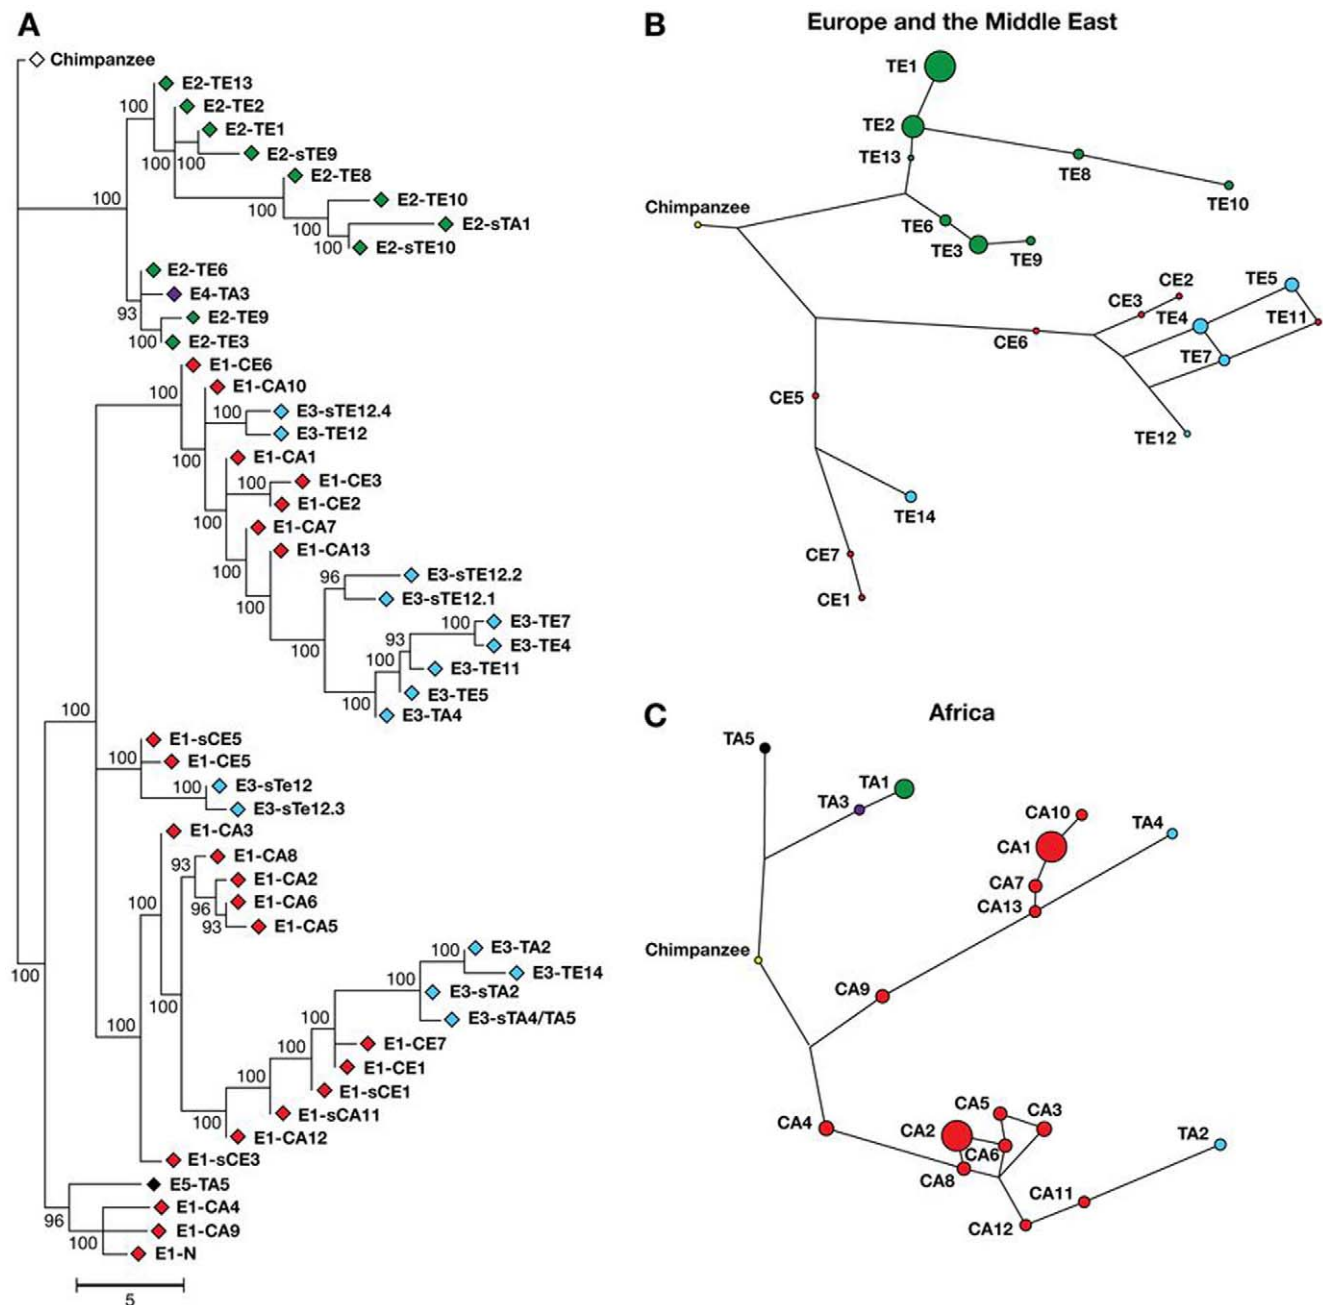 A
Chimpanzee
E2-TE13
100
E2-TE2
E2-TE1
100 100
E2-sTE9
E2-TE8
100
E2-TE10
100
E2-sTA1
100
E2-sTE10
100
E2-TE6
E4-TA3
93
E2-TE9
100
E2-TE3
E1-CE6
100
E1-CA10
100
E3-sTE12.4
E3-TE12
100
E1-CA1
100
E1-CE3
E1-CE2
100
E1-CA7
E1-CA13
100
96
E3-sTE12.2
100
E3-sTE12.1
100
E3-TE7
93
E3-TE4
100
100
E3-TE11
E3-TE5
100
E3-TA4
100
E1-sCE5
100
E1-CE5
100
E3-sTe12
E3-sTe12.3
E1-CA3
93
E1-CA8
E1-CA2
96
E1-CA6
100
93
E1-CA5
100
E3-TA2
100
E3-TE14
E3-sTA2
100
E3-sTA4/TA5
100
100
E1-CE7
100
E1-CE1
100
E1-sCE1
E1-sCA11
100
E1-CA12
E1-sCE3
100
E5-TA5
E1-CA4
96
E1-CA9
100
E1-N
5
B
Europe and the Middle East
TE1
TE2
TE13
TE8
TE10
Chimpanzee
TE6
TE3
TE9
CE2
TE5
CE3
TE4
TE11
CE6
TE7
CE5
TE12
TE14
CE7
CE1
C
Africa
TA5
TA1
TA3
CA10
TA4
CA1
CA7
CA13
Chimpanzee
CA9
CA5
CA3
CA4
CA2
TA2
CA6
CA8
CA11
CA12